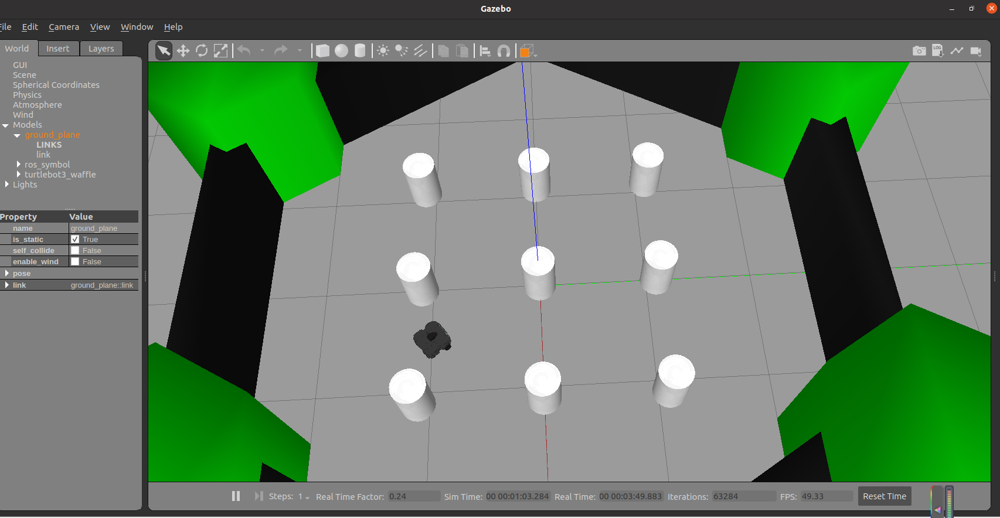 Gazebo
File Edit Camera View Window Help
World Insert Layers
LOG
GUI
Scene
Spherical Coordinates
Physics
Atmosphere
Wind
Models
ground_plane
LINKS
link
ros_symbol
turtlebot3_waffle
Lights
Property Value
name ground_plane
is_static True
self_collide False
enable_wind False
pose
link ground_plane::link
Steps: 1 Real Time Factor: 0.24 Sim Time: 00 00:01:03.284 Real Time: 00 00:03:49.883 Iterations: 63284 FPS: 49.33 Reset Time